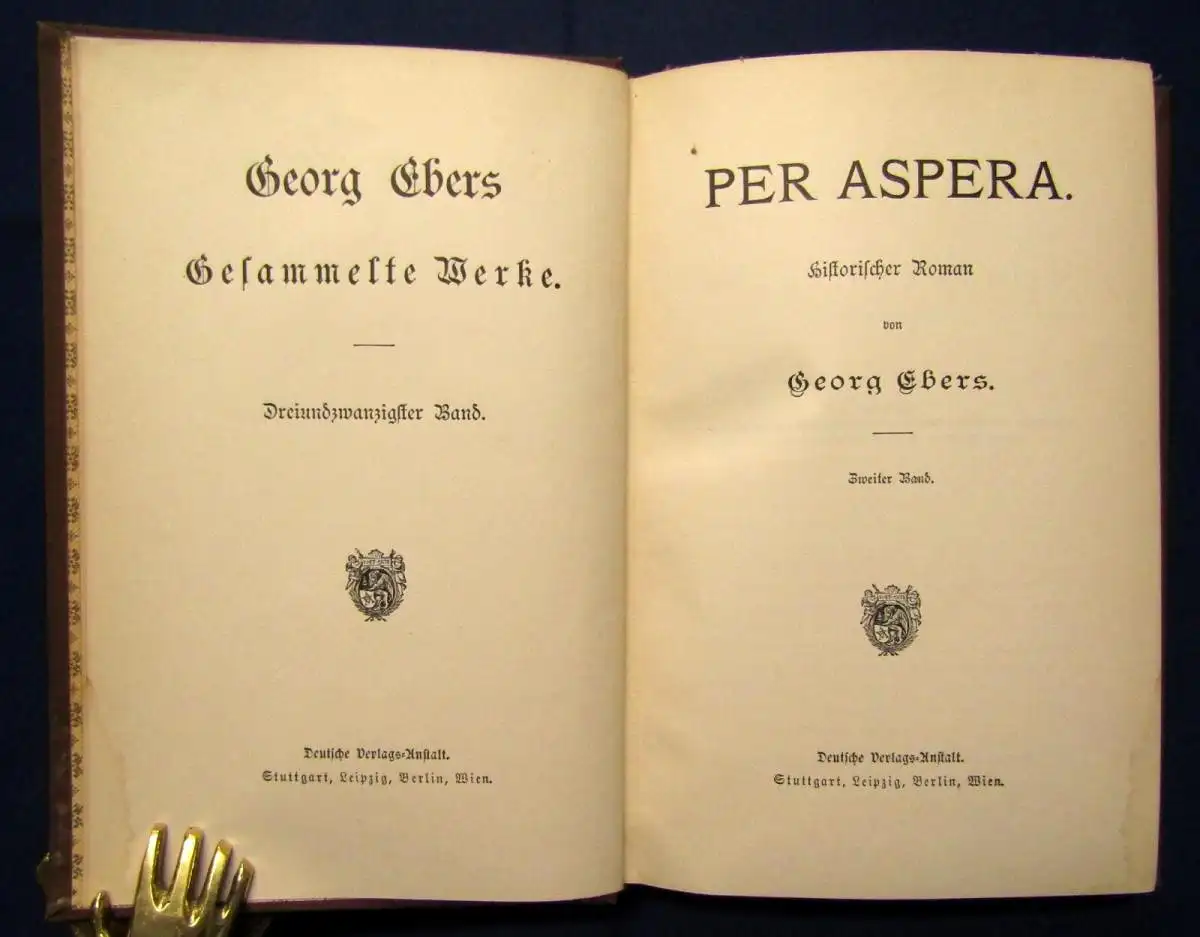 Georg Ebers
Gesammelte Werke.
Dreiundzwanzigster Band.
Deutsche Verlags-Anstalt.
Stuttgart, Leipzig, Berlin, Wien.
PER ASPERA.
Historischer Roman
von
Georg Ebers.
Zweiter Band.
Deutsche Verlags-Anstalt.
Stuttgart, Leipzig, Berlin, Wien.